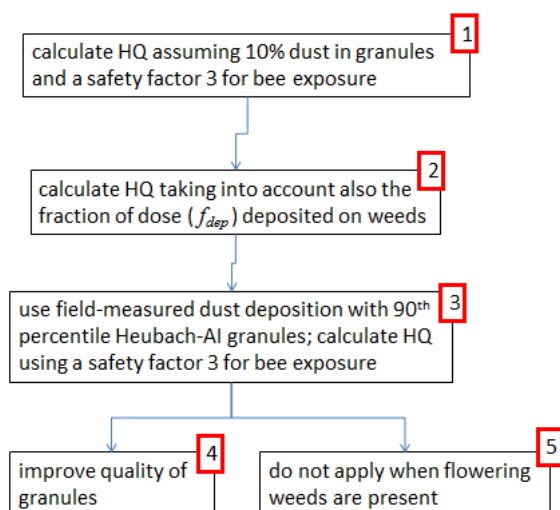 1
calculate HQ assuming 10% dust in granules
and a safety factor 3 for bee exposure
2
calculate HQ taking into account also the
fraction of dose (f_dep) deposited on weeds
3
use field-measured dust deposition with 90th
percentile Heubach-AI granules; calculate HQ
using a safety factor 3 for bee exposure
4
improve quality of
granules
5
do not apply when flowering
weeds are present